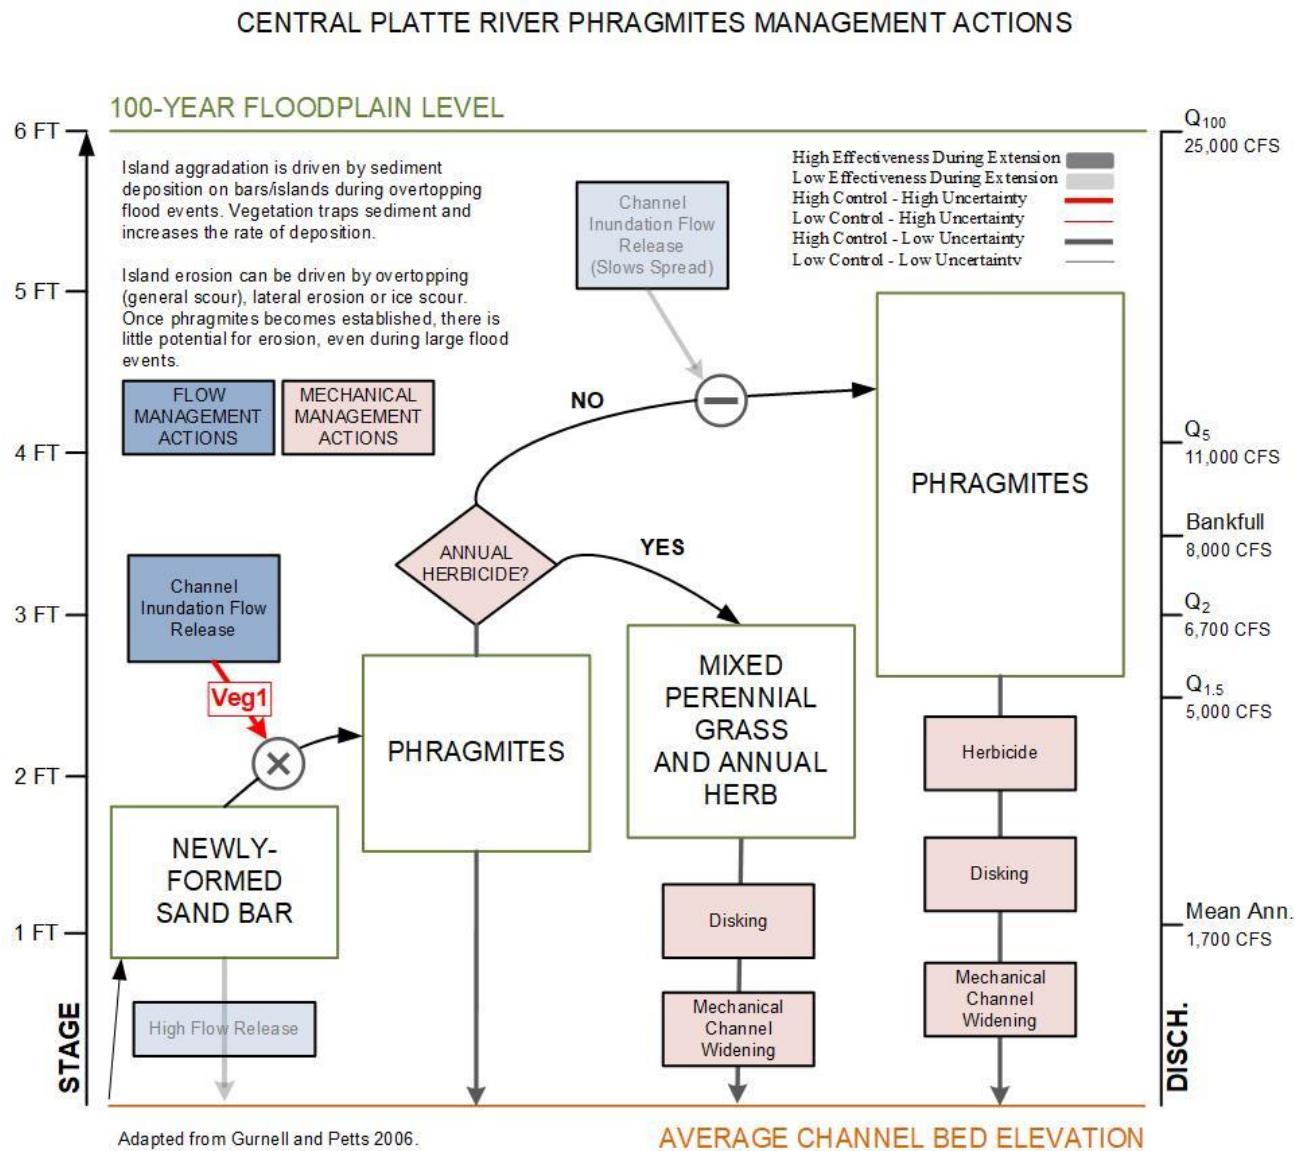 CENTRAL PLATTE RIVER PHRAGMITES MANAGEMENT ACTIONS
100-YEAR FLOODPLAIN LEVEL
6 FT
5 FT
4 FT
3 FT
2 FT
1 FT
STAGE
Island aggradation is driven by sediment
deposition on bars/islands during overtopping
flood events. Vegetation traps sediment and
increases the rate of deposition.
Island erosion can be driven by overtopping
(general scour), lateral erosion or ice scour.
Once phragmites becomes established, there is
little potential for erosion, even during large flood
events.
FLOW
MANAGEMENT
ACTIONS
MECHANICAL
MANAGEMENT
ACTIONS
Channel
Inundation Flow
Release
(Slows Spread)
High Effectiveness During Extension
Low Effectiveness During Extension
High Control - High Uncertainty
Low Control - High Uncertainty
High Control - Low Uncertainty
Low Control - Low Uncertainty
Q100
25,000 CFS
Q5
11,000 CFS
Bankfull
8,000 CFS
Q2
6,700 CFS
Q1.5
5,000 CFS
Mean Ann.
1,700 CFS
DISCH.
NO
YES
ANNUAL
HERBICIDE?
Channel
Inundation Flow
Release
Veg1
NEWLY-
FORMED
SAND BAR
High Flow Release
PHRAGMITES
MIXED
PERENNIAL
GRASS
AND ANNUAL
HERB
Disking
Mechanical
Channel
Widening
PHRAGMITES
Herbicide
Disking
Mechanical
Channel
Widening
Adapted from Gurnell and Petts 2006.
AVERAGE CHANNEL BED ELEVATION